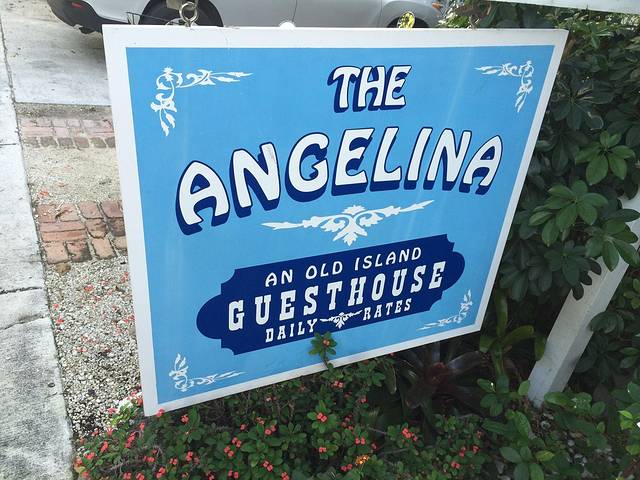 THE
ANGELINA
AN OLD ISLAND
GUESTHOUSE
DAILY RATES